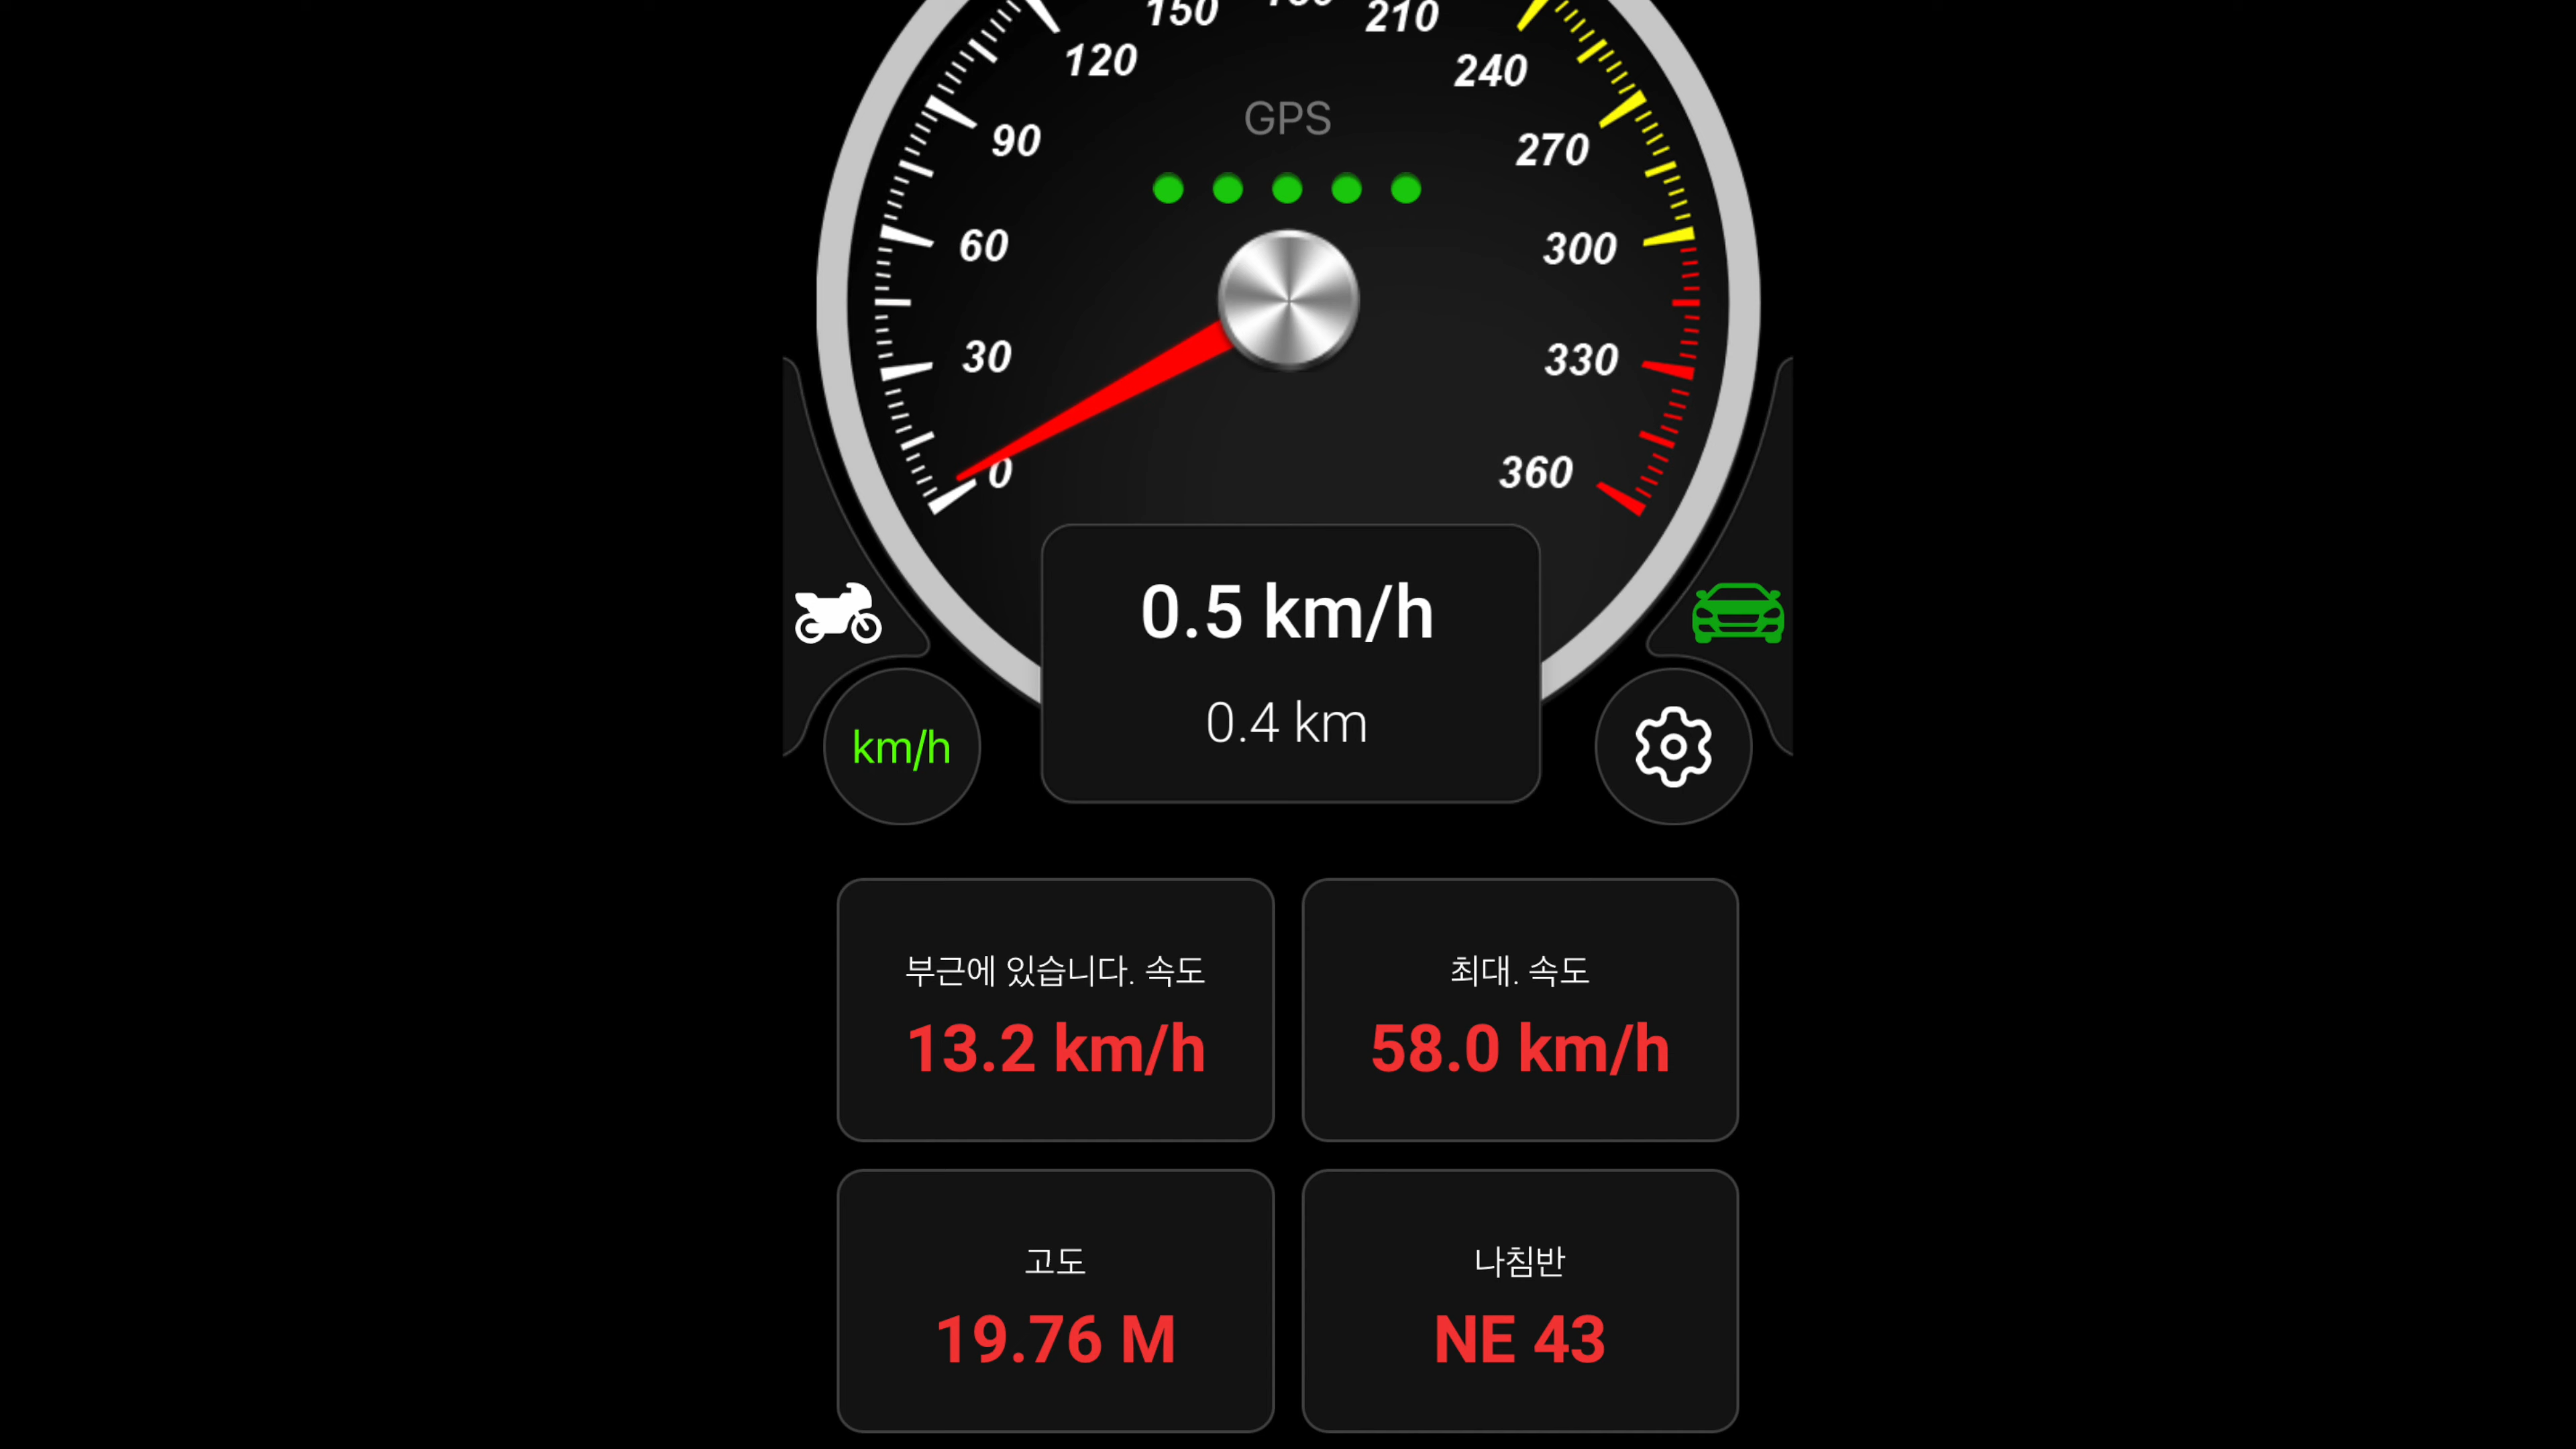 150 210
120 240
GPS
90 270
60 300
30 330
0 360
0.5 km/h
0.4 km
km/h
부근에 있습니다. 속도
13.2 km/h
최대. 속도
58.0 km/h
고도
19.76 M
나침반
NE 43